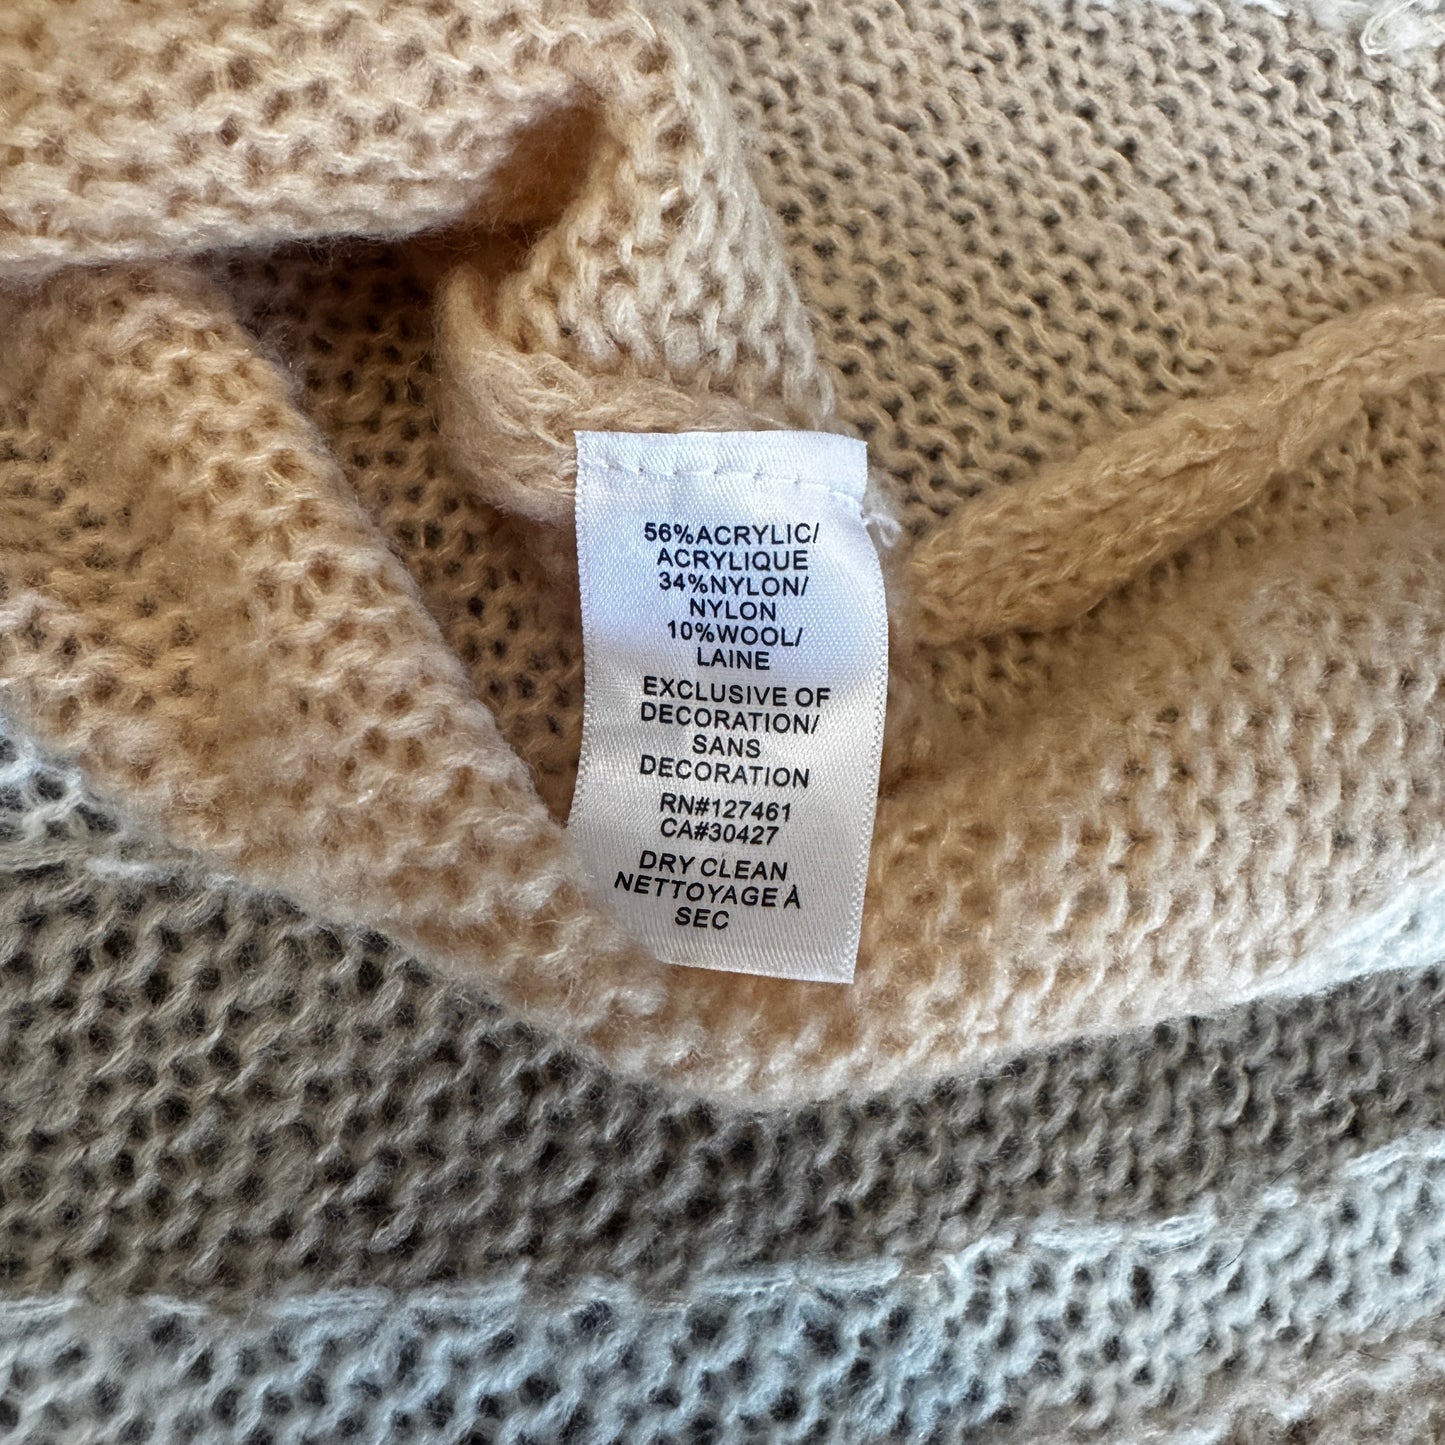 56%ACRYLIC/
ACRYLIQUE
34%NYLON/
NYLON
10%WOOL/
LAINE
EXCLUSIVE OF
DECORATION/
SANS
DECORATION
RN#127461
CA#30427
DRY CLEAN
NETTOYAGE À
SEC